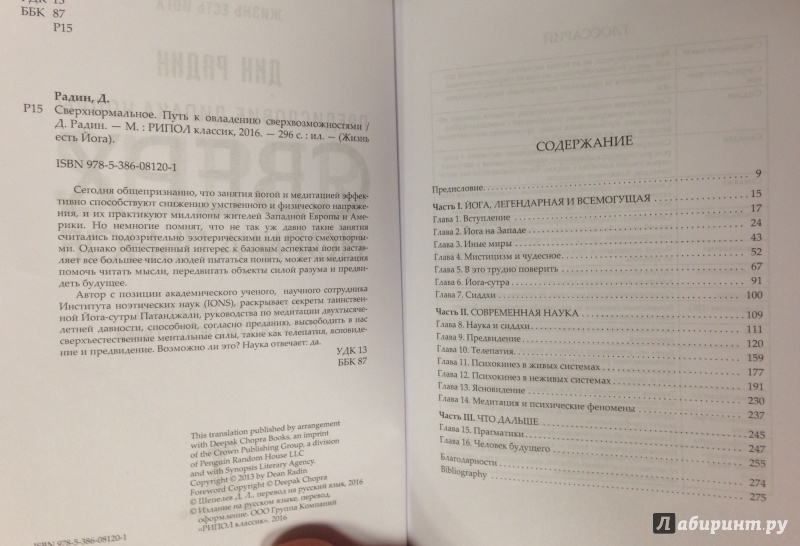 УДК 13
ББК 87
Р15
Радин, Д.
Р15 Сверхнормальное. Путь к овладению сверхвозможностями /
Д. Радин. — М. : РИПОЛ классик, 2016. — 296 с. : ил. — (Жизнь
есть Йога).
ISBN 978-5-386-08120-1
Сегодня общепризнанно, что занятия йогой и медитацией эффек-
тивно способствуют снижению умственного и физического напряже-
ния, и их практикуют миллионы жителей Западной Европы и Аме-
рики. Но немногие помнят, что не так уж давно такие занятия
считались подозрительно эзотерическими или просто смехотворны-
ми. Однако общественный интерес к базовым аспектам йоги застав-
ляет все большее число людей пытаться понять, может ли медитация
помочь читать мысли, передвигать объекты силой разума и предви-
деть будущее.
Автор с позиции академического ученого, научного сотрудника
Института ноэтических наук (IONS), раскрывает секреты таинствен-
ной Йога-сутры Патанджали, руководства по медитации двухтысяче-
летней давности, способной, согласно преданию, высвободить в нас
сверхъестественные ментальные силы, такие как телепатия, ясновиде-
ние и предвидение. Возможно ли это? Наука отвечает: да.
УДК 13
ББК 87
This translation published by arrangement
with Deepak Chopra Books, an imprint
of the Crown Publishing Group, a division
of Penguin Random House LLC
and with Synopsis Literary Agency.
Copyright © 2013 by Dean Radin
Foreword Copyright © Deepak Chopra
© Шепелев Д. Л., перевод на русский язык, 2016
© Издание на русском языке, перевод,
оформление. ООО Группа Компаний
«РИПОЛ классик», 2016
ISBN 978-5-386-08120-1
ГЛОССАРИЙ
СОДЕРЖАНИЕ
Предисловие 9
Часть I. ЙОГА, ЛЕГЕНДАРНАЯ И ВСЕМОГУЩАЯ 15
Глава 1. Вступление 17
Глава 2. Йога на Западе 24
Глава 3. Иные миры 43
Глава 4. Мистицизм и чудесное 52
Глава 5. В это трудно поверить 67
Глава 6. Йога-сутра 91
Глава 7. Сиддхи 100
Часть II. СОВРЕМЕННАЯ НАУКА 109
Глава 8. Наука и сиддхи 111
Глава 9. Предвидение 120
Глава 10. Телепатия 159
Глава 11. Психокинез в живых системах 177
Глава 12. Психокинез в неживых системах 191
Глава 13. Ясновидение 230
Глава 14. Медитация и психические феномены 237
Часть III. ЧТО ДАЛЬШЕ 245
Глава 15. Прагматики 247
Глава 16. Человек будущего 255
Благодарности 274
Bibliography 275
Лабиринт.ру